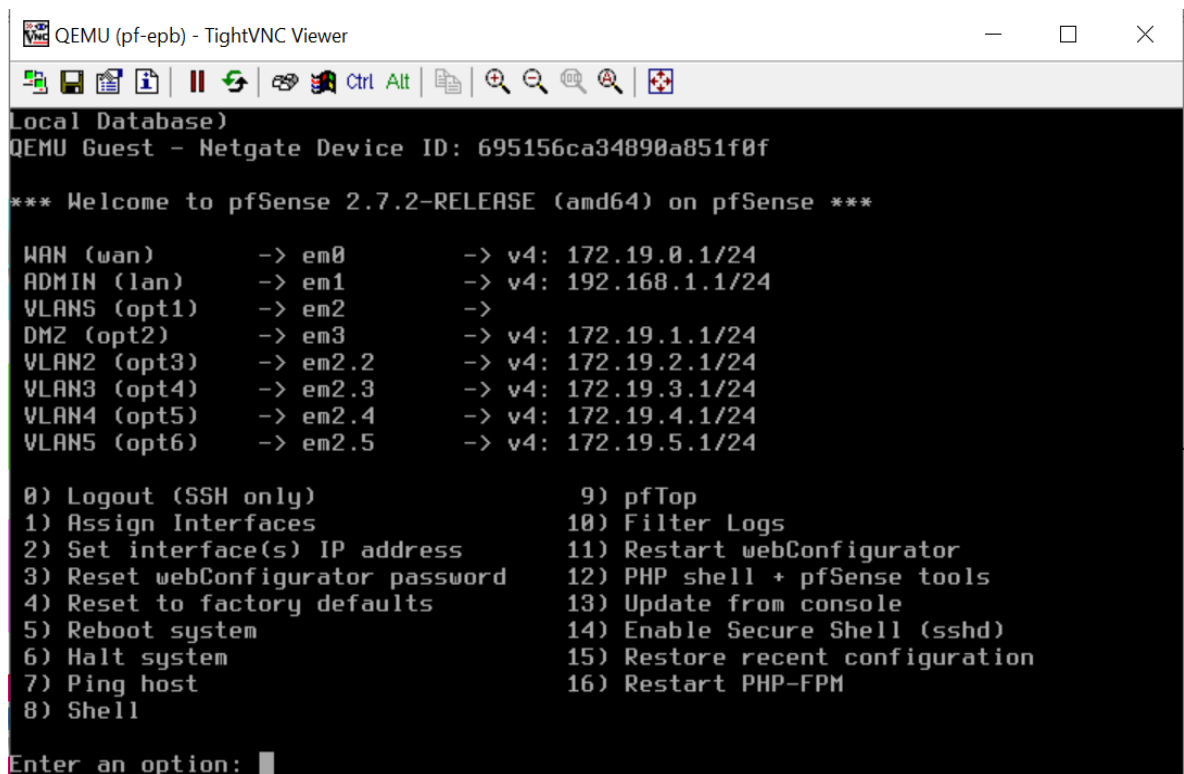 QEMU (pf-epb) - TightVNC Viewer
Ctrl Alt
Local Database)
QEMU Guest - Netgate Device ID: 695156ca34890a851f0f
*** Welcome to pfSense 2.7.2-RELEASE (amd64) on pfSense ***
WAN (wan) -> em0 -> v4: 172.19.0.1/24
ADMIN (lan) -> em1 -> v4: 192.168.1.1/24
VLANS (opt1) -> em2 ->
DMZ (opt2) -> em3 -> v4: 172.19.1.1/24
VLAN2 (opt3) -> em2.2 -> v4: 172.19.2.1/24
VLAN3 (opt4) -> em2.3 -> v4: 172.19.3.1/24
VLAN4 (opt5) -> em2.4 -> v4: 172.19.4.1/24
VLAN5 (opt6) -> em2.5 -> v4: 172.19.5.1/24
0) Logout (SSH only) 9) pfTop
1) Assign Interfaces 10) Filter Logs
2) Set interface(s) IP address 11) Restart webConfigurator
3) Reset webConfigurator password 12) PHP shell + pfSense tools
4) Reset to factory defaults 13) Update from console
5) Reboot system 14) Enable Secure Shell (sshd)
6) Halt system 15) Restore recent configuration
7) Ping host 16) Restart PHP-FPM
8) Shell
Enter an option: